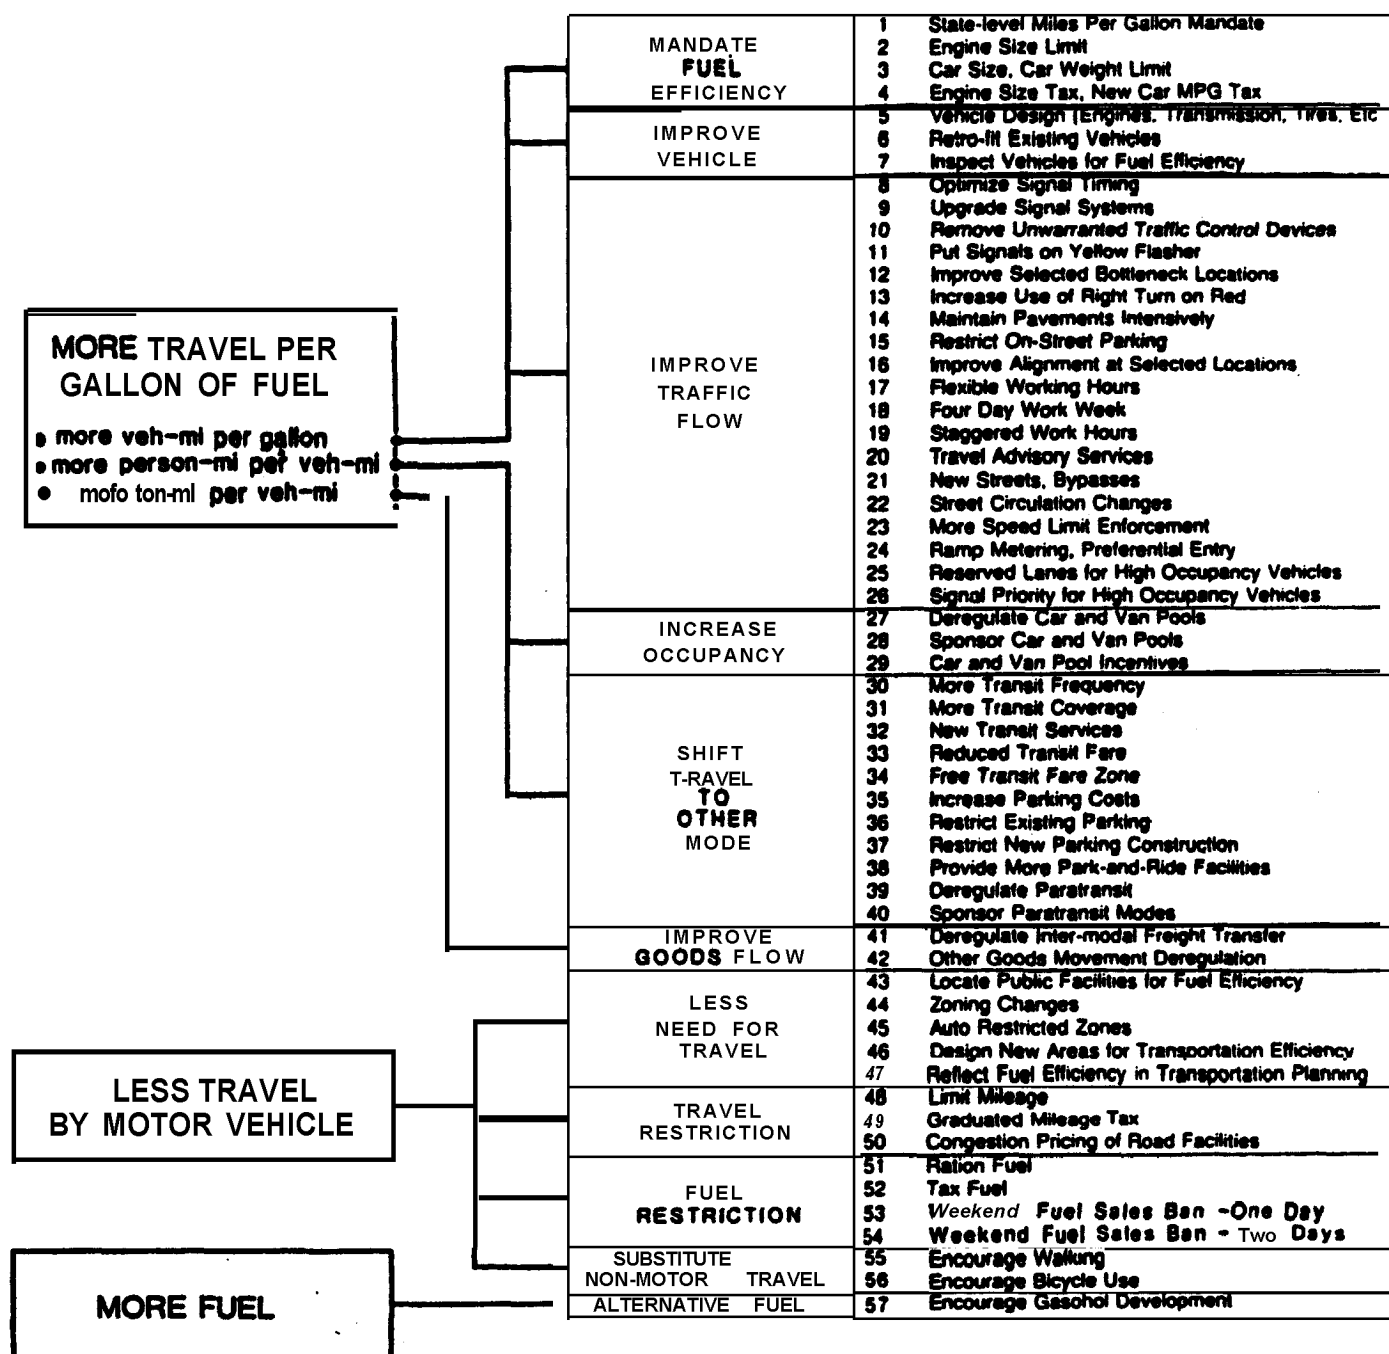 MORE TRAVEL PER
GALLON OF FUEL
• more veh-mi per gallon
• more person-mi per veh-mi
• mofo ton-ml per veh-mi
LESS TRAVEL
BY MOTOR VEHICLE
MORE FUEL
MANDATE
FUEL
EFFICIENCY
1 State-level Miles Per Gallon Mandate
2 Engine Size Limit
3 Car Size, Car Weight Limit
4 Engine Size Tax, New Car MPG Tax
IMPROVE
VEHICLE
5 Vehicle Design (Engines, Transmission, Tires, Etc
6 Retro-fit Existing Vehicles
7 Inspect Vehicles for Fuel Efficiency
IMPROVE
TRAFFIC
FLOW
8 Optimize Signal Timing
9 Upgrade Signal Systems
10 Remove Unwarranted Traffic Control Devices
11 Put Signals on Yellow Flasher
12 Improve Selected Bottleneck Locations
13 Increase Use of Right Turn on Red
14 Maintain Pavements Intensively
15 Restrict On-Street Parking
16 Improve Alignment at Selected Locations
17 Flexible Working Hours
18 Four Day Work Week
19 Staggered Work Hours
20 Travel Advisory Services
21 New Streets, Bypasses
22 Street Circulation Changes
23 More Speed Limit Enforcement
24 Ramp Metering, Preferential Entry
25 Reserved Lanes for High Occupancy Vehicles
26 Signal Priority for High Occupancy Vehicles
INCREASE
OCCUPANCY
27 Deregulate Car and Van Pools
28 Sponsor Car and Van Pools
29 Car and Van Pool Incentives
SHIFT
T-RAVEL
TO
OTHER
MODE
30 More Transit Frequency
31 More Transit Coverage
32 New Transit Services
33 Reduced Transit Fare
34 Free Transit Fare Zone
35 Increase Parking Costs
36 Restrict Existing Parking
37 Restrict New Parking Construction
38 Provide More Park-and-Ride Facilities
39 Deregulate Paratransit
40 Sponsor Paratransit Modes
IMPROVE
GOODS FLOW
41 Deregulate Inter-modal Freight Transfer
42 Other Goods Movement Deregulation
LESS
NEED FOR
TRAVEL
43 Locate Public Facilities for Fuel Efficiency
44 Zoning Changes
45 Auto Restricted Zones
46 Design New Areas for Transportation Efficiency
47 Reflect Fuel Efficiency in Transportation Planning
TRAVEL
RESTRICTION
48 Limit Mileage
49 Graduated Mileage Tax
50 Congestion Pricing of Road Facilities
FUEL
RESTRICTION
51 Ration Fuel
52 Tax Fuel
53 Weekend Fuel Sales Ban -One Day
54 Weekend Fuel Sales Ban - Two Days
SUBSTITUTE
NON-MOTOR TRAVEL
55 Encourage Walking
56 Encourage Bicycle Use
ALTERNATIVE FUEL
57 Encourage Gasohol Development